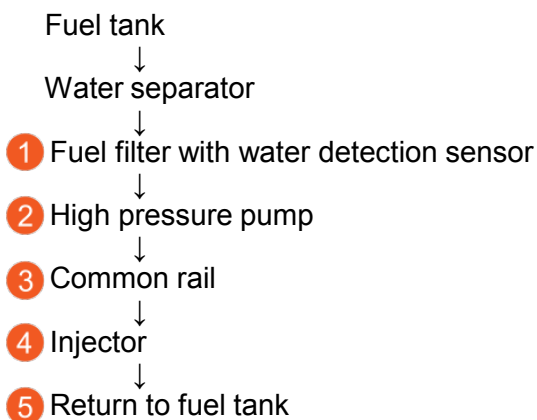 Fuel tank
↓
Water separator
↓
1 Fuel filter with water detection sensor
↓
2 High pressure pump
↓
3 Common rail
↓
4 Injector
↓
5 Return to fuel tank